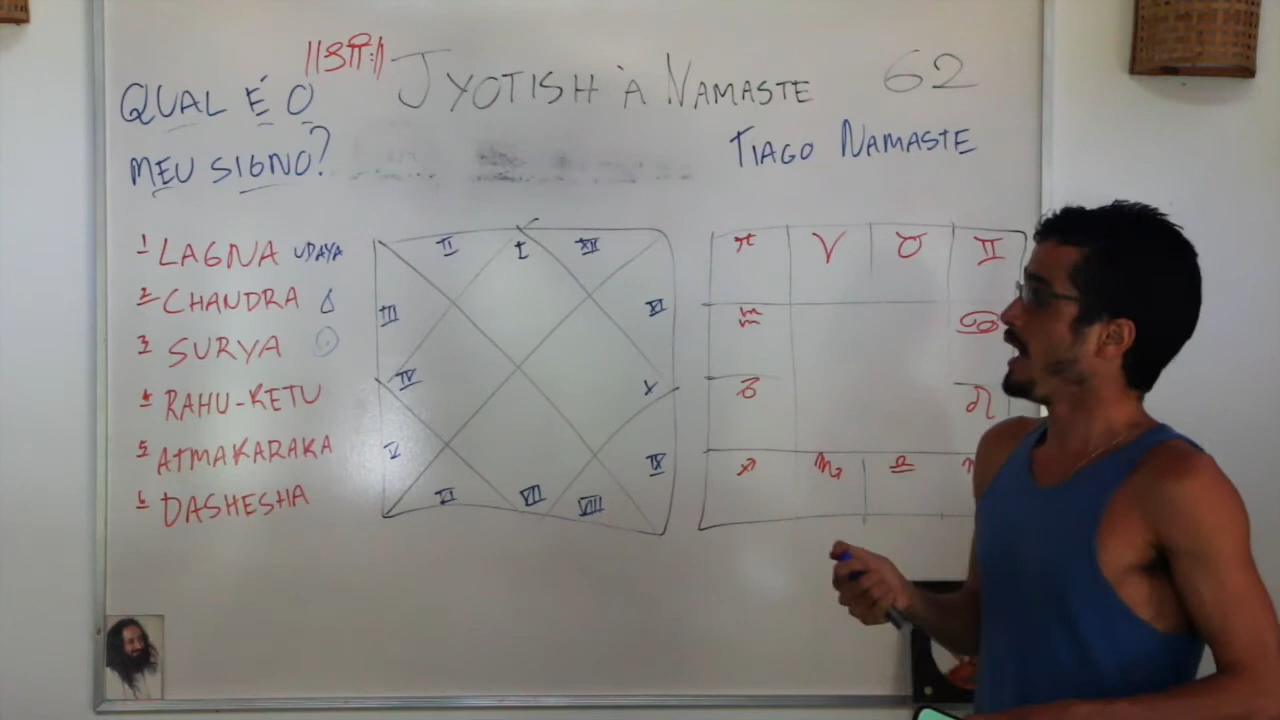 JYOTISH À NAMASTE 62
QUAL É O
MEU SIGNO?
TIAGO NAMASTE
1 LAGNA UDAYA
2 CHANDRA
3 SURYA
4 RAHU-KETU
5 ATMAKARAKA
6 DASHESHA
II I XII
III XI
IV X
V IX
VI VII VIII
♈ ♉ ♊
♋
♌
♐ ♏ ♎